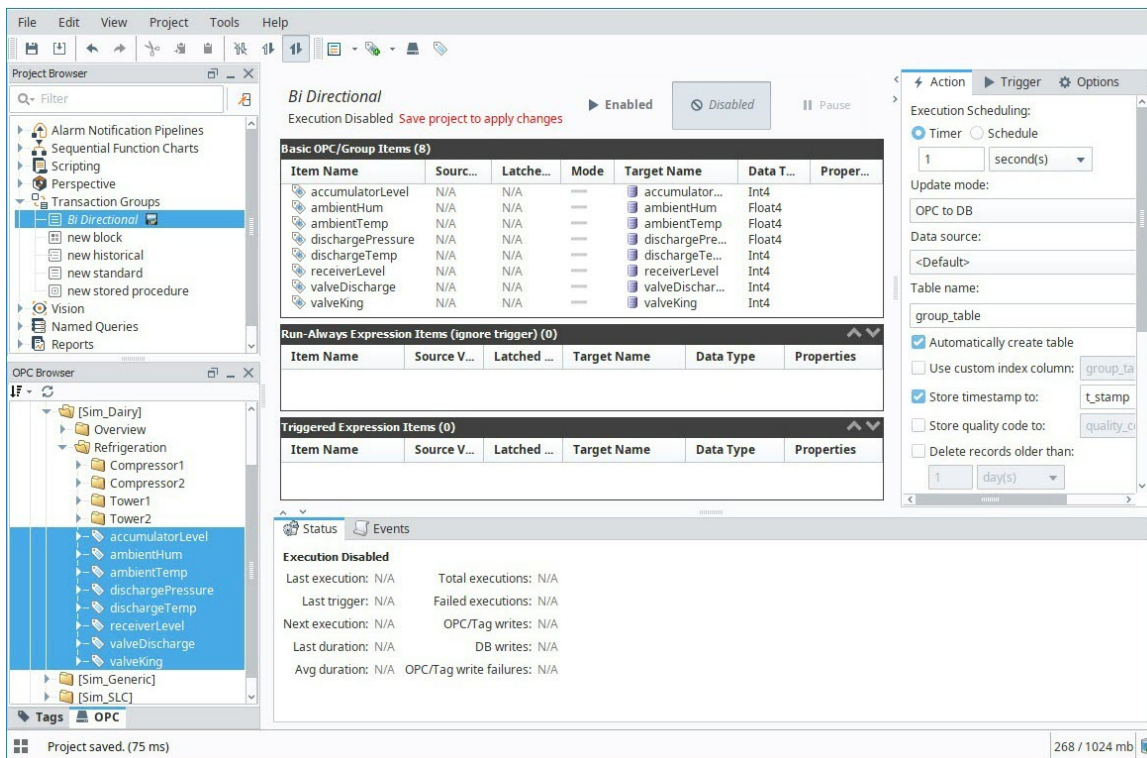 File Edit View Project Tools Help
Project Browser
Filter
Alarm Notification Pipelines
Sequential Function Charts
Scripting
Perspective
Transaction Groups
Bi Directional
new block
new historical
new standard
new stored procedure
Vision
Named Queries
Reports
OPC Browser
[Sim_Dairy]
Overview
Refrigeration
Compressor1
Compressor2
Tower1
Tower2
accumulatorLevel
ambientHum
ambientTemp
dischargePressure
dischargeTemp
receiverLevel
valveDischarge
valveKing
[Sim_Generic]
[Sim_SLC]
Tags OPC
Bi Directional
Execution Disabled Save project to apply changes
Enabled Disabled Pause
Basic OPC/Group Items (8)
Item Name Sourc... Latche... Mode Target Name Data T... Proper...
accumulatorLevel N/A N/A accumulator... Int4
ambientHum N/A N/A ambientHum Float4
ambientTemp N/A N/A ambientTemp Float4
dischargePressure N/A N/A dischargePre... Float4
dischargeTemp N/A N/A dischargeTe... Int4
receiverLevel N/A N/A receiverLevel Int4
valveDischarge N/A N/A valveDischar... Int4
valveKing N/A N/A valveKing Int4
Run-Always Expression Items (ignore trigger) (0)
Item Name Source V... Latched ... Target Name Data Type Properties
Triggered Expression Items (0)
Item Name Source V... Latched ... Target Name Data Type Properties
Status Events
Execution Disabled
Last execution: N/A Total executions: N/A
Last trigger: N/A Failed executions: N/A
Next execution: N/A OPC/Tag writes: N/A
Last duration: N/A DB writes: N/A
Avg duration: N/A OPC/Tag write failures: N/A
Action Trigger Options
Execution Scheduling:
Timer Schedule
1 second(s)
Update mode:
OPC to DB
Data source:
<Default>
Table name:
group_table
Automatically create table
Use custom index column: group_ta
Store timestamp to: t_stamp
Store quality code to: quality_c
Delete records older than:
1 day(s)
Project saved. (75 ms)
268 / 1024 mb